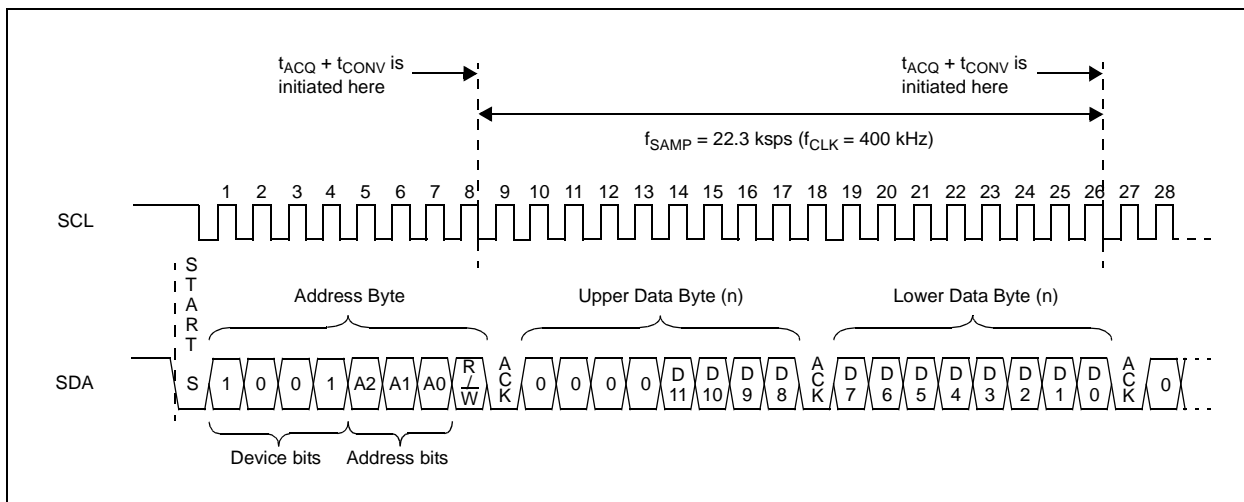 tACQ + tCONV is
initiated here
tACQ + tCONV is
initiated here
fSAMP = 22.3 ksps (fCLK = 400 kHz)
SCL
1 2 3 4 5 6 7 8 9 10 11 12 13 14 15 16 17 18 19 20 21 22 23 24 25 26 27 28
START
Address Byte
Upper Data Byte (n)
Lower Data Byte (n)
SDA
S 1 0 0 1 A2 A1 A0 R/W ACK 0 0 0 0 D11 D10 D9 D8 ACK D7 D6 D5 D4 D3 D2 D1 D0 ACK 0
Device bits
Address bits